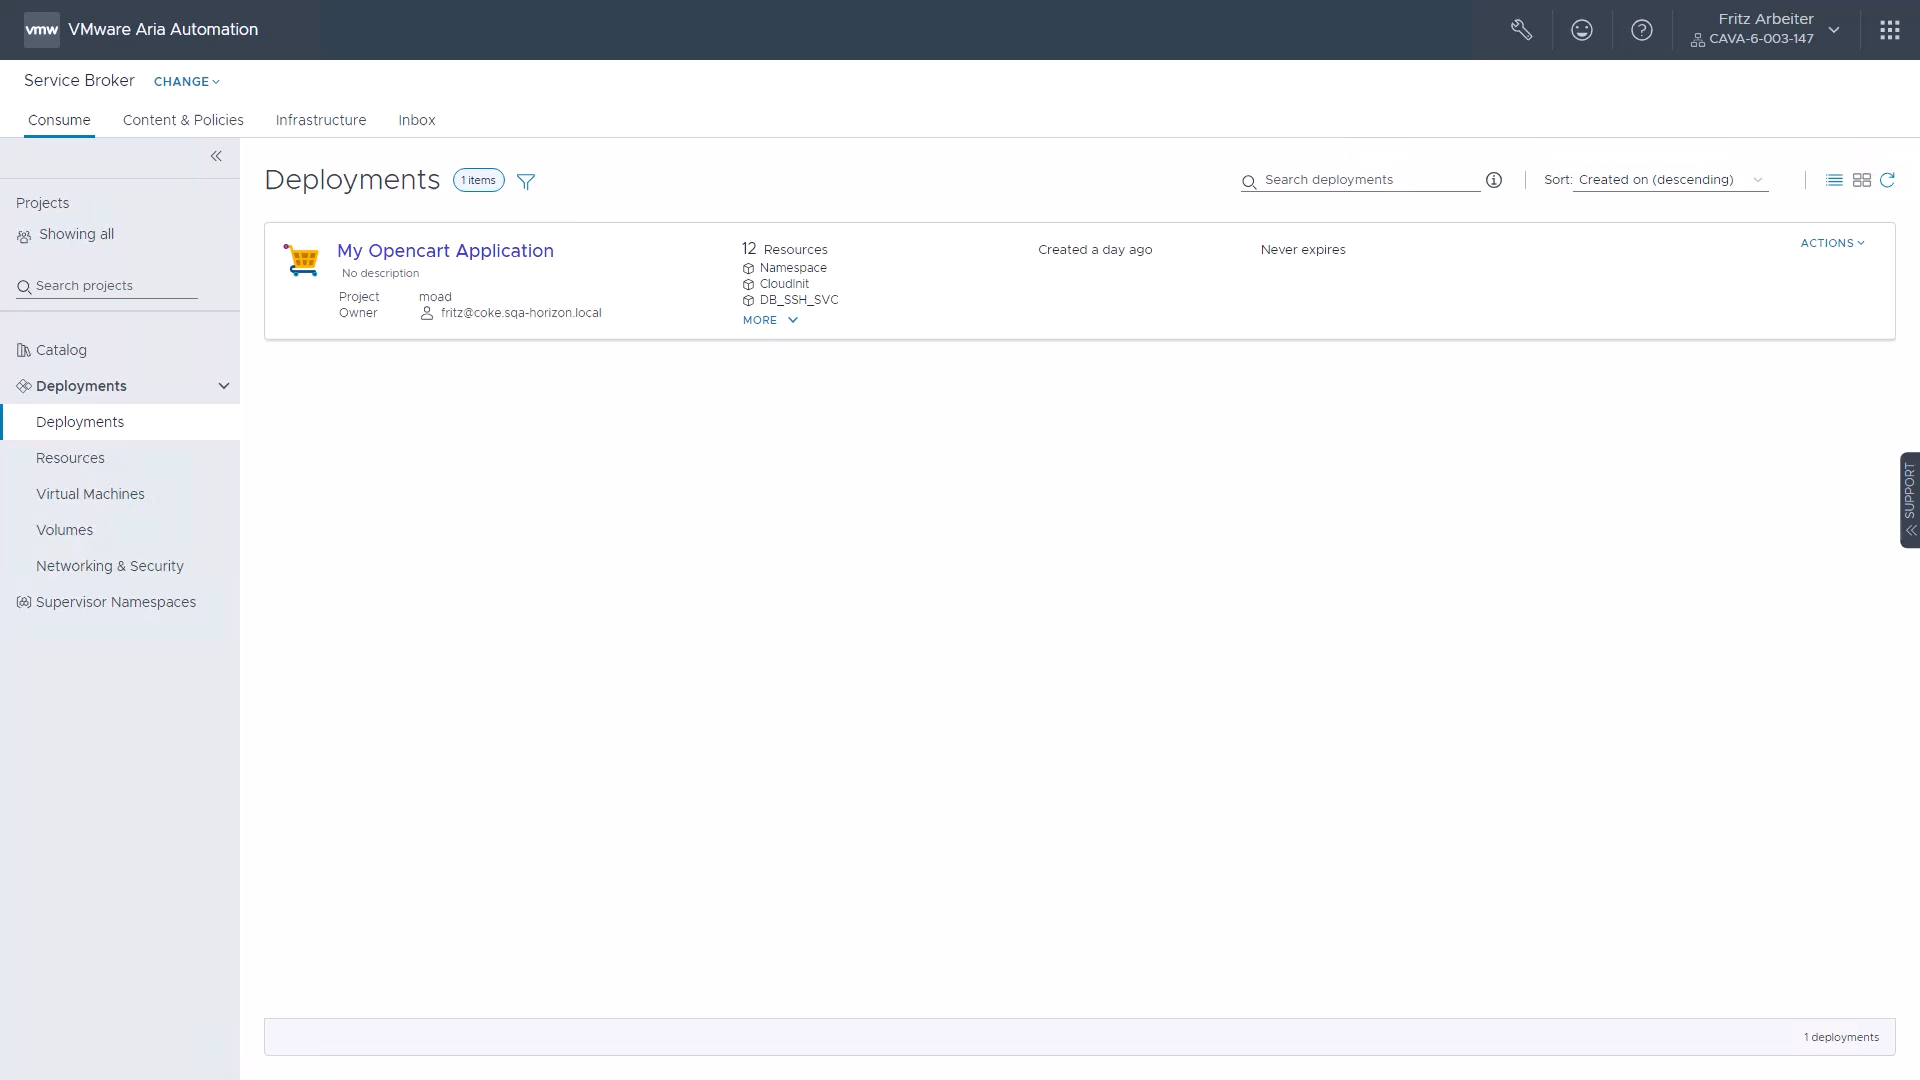 vmw VMware Aria Automation
Fritz Arbeiter
CAVA-6-003-147
Service Broker CHANGE
Consume Content & Policies Infrastructure Inbox
Projects
Showing all
Search projects
Catalog
Deployments
Deployments
Resources
Virtual Machines
Volumes
Networking & Security
Supervisor Namespaces
Deployments 1 items
Search deployments
Sort: Created on (descending)
My Opencart Application
No description
Project moad
Owner fritz@coke.sqa-horizon.local
12 Resources
Namespace
CloudInit
DB_SSH_SVC
MORE
Created a day ago
Never expires
ACTIONS
SUPPORT
1 deployments